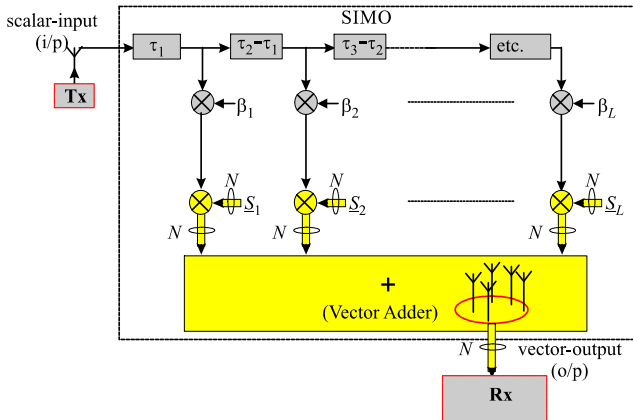 SIMO
scalar-input
(i/p)
τ1 τ2−τ1 τ3−τ2 etc.
Tx
β1 β2 βL
N N N
S1 S2 SL
N N N
+
(Vector Adder)
N vector-output
(o/p)
Rx